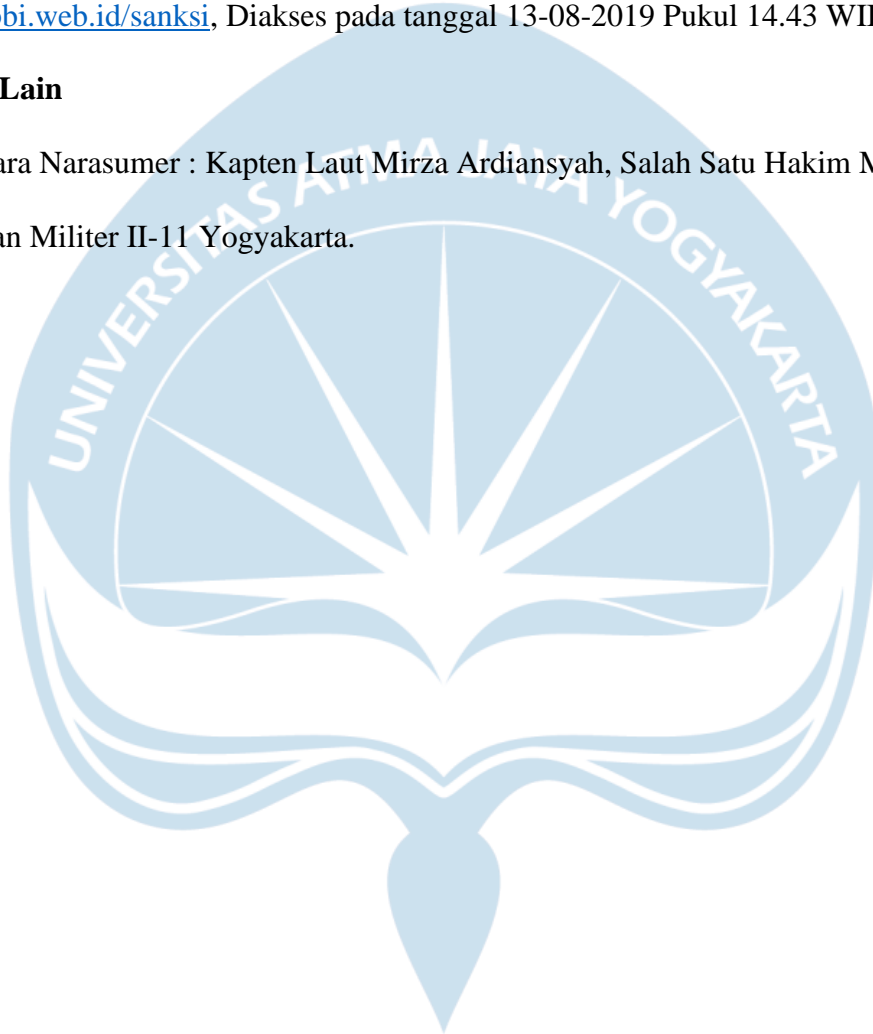 bi.web.id/sanksi, Diakses pada tanggal 13-08-2019 Pukul 14.43 WI
Lain
ara Narasumer : Kapten Laut Mirza Ardiansyah, Salah Satu Hakim M
an Militer II-11 Yogyakarta.
UNIVERSITAS ATMA JAYA YOGYAKARTA